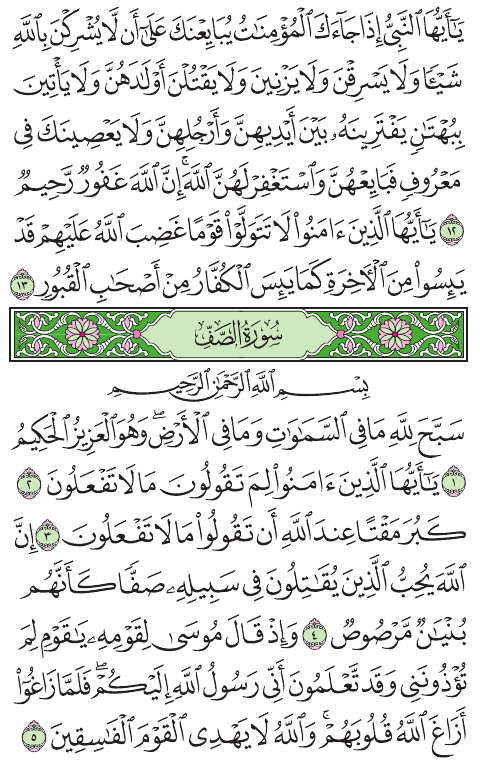 يَـٰٓأَيُّهَا ٱلنَّبِىُّ إِذَا جَآءَكَ ٱلْمُؤْمِنَـٰتُ يُبَايِعْنَكَ عَلَىٰٓ أَن لَّا يُشْرِكْنَ بِٱللَّهِ
شَيْـًٔا وَلَا يَسْرِقْنَ وَلَا يَزْنِينَ وَلَا يَقْتُلْنَ أَوْلَـٰدَهُنَّ وَلَا يَأْتِينَ
بِبُهْتَـٰنٍ يَفْتَرِينَهُۥ بَيْنَ أَيْدِيهِنَّ وَأَرْجُلِهِنَّ وَلَا يَعْصِينَكَ فِى
مَعْرُوفٍ فَبَايِعْهُنَّ وَٱسْتَغْفِرْ لَهُنَّ ٱللَّهَ ۚ إِنَّ ٱللَّهَ غَفُورٌ رَّحِيمٌ
١٢ يَـٰٓأَيُّهَا ٱلَّذِينَ ءَامَنُوا۟ لَا تَتَوَلَّوْا۟ قَوْمًا غَضِبَ ٱللَّهُ عَلَيْهِمْ قَدْ
يَئِسُوا۟ مِنَ ٱلْـَٔاخِرَةِ كَمَا يَئِسَ ٱلْكُفَّارُ مِنْ أَصْحَـٰبِ ٱلْقُبُورِ ١٣
سُورَةُ الصَّفِّ
بِسْمِ ٱللَّهِ ٱلرَّحْمَـٰنِ ٱلرَّحِيمِ
سَبَّحَ لِلَّهِ مَا فِى ٱلسَّمَـٰوَٰتِ وَمَا فِى ٱلْأَرْضِ ۖ وَهُوَ ٱلْعَزِيزُ ٱلْحَكِيمُ
١ يَـٰٓأَيُّهَا ٱلَّذِينَ ءَامَنُوا۟ لِمَ تَقُولُونَ مَا لَا تَفْعَلُونَ ٢
كَبُرَ مَقْتًا عِندَ ٱللَّهِ أَن تَقُولُوا۟ مَا لَا تَفْعَلُونَ ٣ إِنَّ
ٱللَّهَ يُحِبُّ ٱلَّذِينَ يُقَـٰتِلُونَ فِى سَبِيلِهِۦ صَفًّا كَأَنَّهُم
بُنْيَـٰنٌ مَّرْصُوصٌ ٤ وَإِذْ قَالَ مُوسَىٰ لِقَوْمِهِۦ يَـٰقَوْمِ لِمَ
تُؤْذُونَنِى وَقَد تَّعْلَمُونَ أَنِّى رَسُولُ ٱللَّهِ إِلَيْكُمْ ۖ فَلَمَّا زَاغُوٓا۟
أَزَاغَ ٱللَّهُ قُلُوبَهُمْ ۚ وَٱللَّهُ لَا يَهْدِى ٱلْقَوْمَ ٱلْفَـٰسِقِينَ ٥